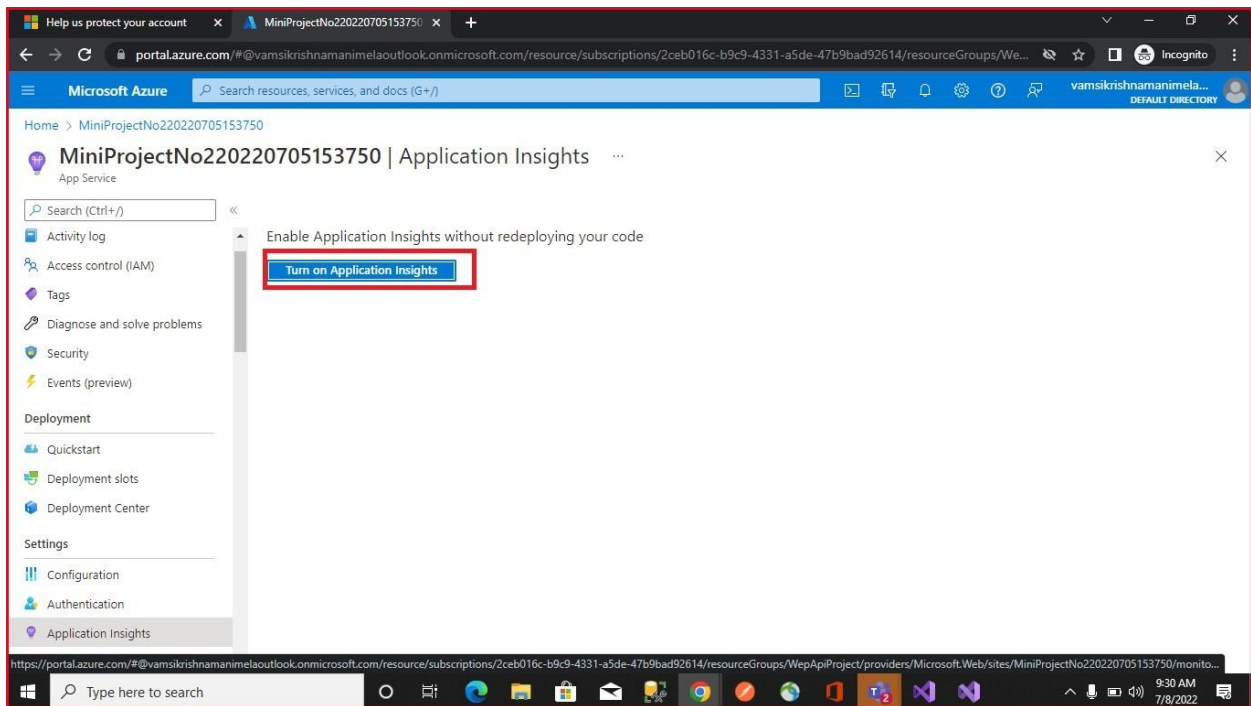 Help us protect your account
MiniProjectNo220220705153750
portal.azure.com/#@vamsikrishnamanimelaoutlook.onmicrosoft.com/resource/subscriptions/2ceb016c-b9c9-4331-a5de-47b9bad92614/resourceGroups/We...
Incognito
Microsoft Azure
Search resources, services, and docs (G+/)
vamsikrishnamanimela...
DEFAULT DIRECTORY
Home > MiniProjectNo220220705153750
MiniProjectNo220220705153750 | Application Insights ...
App Service
Search (Ctrl+/)
Activity log
Access control (IAM)
Tags
Diagnose and solve problems
Security
Events (preview)
Deployment
Quickstart
Deployment slots
Deployment Center
Settings
Configuration
Authentication
Application Insights
Enable Application Insights without redeploying your code
Turn on Application Insights
https://portal.azure.com/#@vamsikrishnamanimelaoutlook.onmicrosoft.com/resource/subscriptions/2ceb016c-b9c9-4331-a5de-47b9bad92614/resourceGroups/WepApiProject/providers/Microsoft.Web/sites/MiniProjectNo220220705153750/monito...
Type here to search
2
9:30 AM
7/8/2022